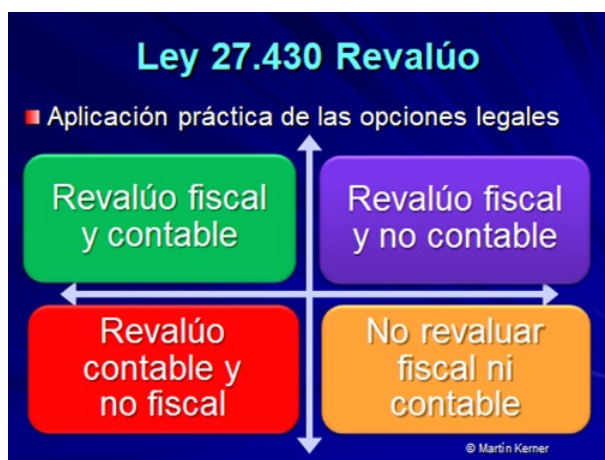 Ley 27.430 Revalúo
Aplicación práctica de las opciones legales
Revalúo fiscal
y contable
Revalúo fiscal
y no contable
Revalúo
contable y
no fiscal
No revaluar
fiscal ni
contable
© Martín Kerner